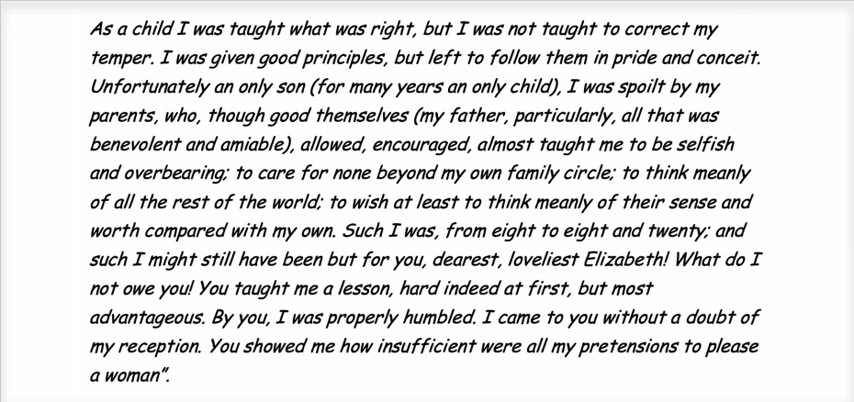 As a child I was taught what was right, but I was not taught to correct my
temper. I was given good principles, but left to follow them in pride and conceit.
Unfortunately an only son (for many years an only child), I was spoilt by my
parents, who, though good themselves (my father, particularly, all that was
benevolent and amiable), allowed, encouraged, almost taught me to be selfish
and overbearing; to care for none beyond my own family circle; to think meanly
of all the rest of the world; to wish at least to think meanly of their sense and
worth compared with my own. Such I was, from eight to eight and twenty; and
such I might still have been but for you, dearest, loveliest Elizabeth! What do I
not owe you! You taught me a lesson, hard indeed at first, but most
advantageous. By you, I was properly humbled. I came to you without a doubt of
my reception. You showed me how insufficient were all my pretensions to please
a woman”.